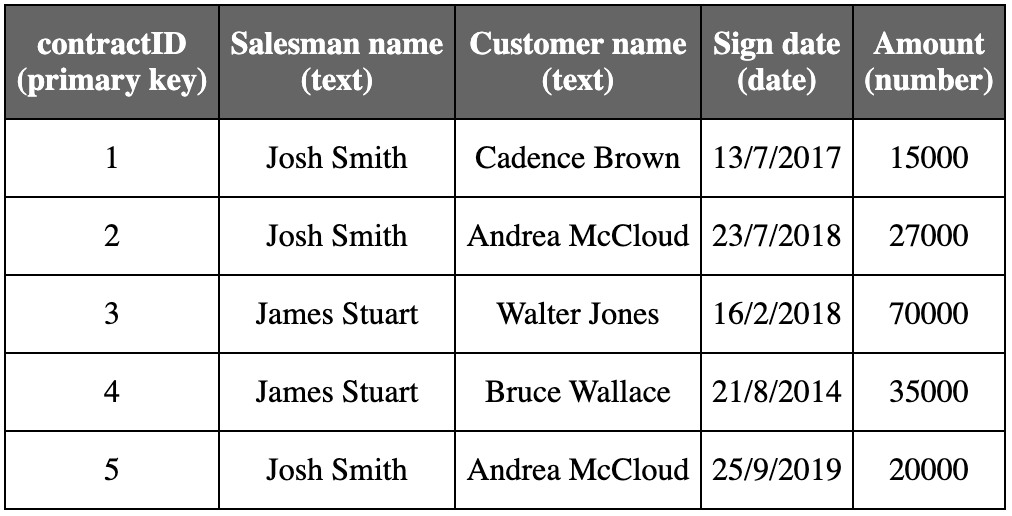 contractID Salesman name Customer name Sign date Amount
(primary key) (text) (text) (date) (number)
1 Josh Smith Cadence Brown 13/7/2017 15000
2 Josh Smith Andrea McCloud 23/7/2018 27000
3 James Stuart Walter Jones 16/2/2018 70000
4 James Stuart Bruce Wallace 21/8/2014 35000
5 Josh Smith Andrea McCloud 25/9/2019 20000